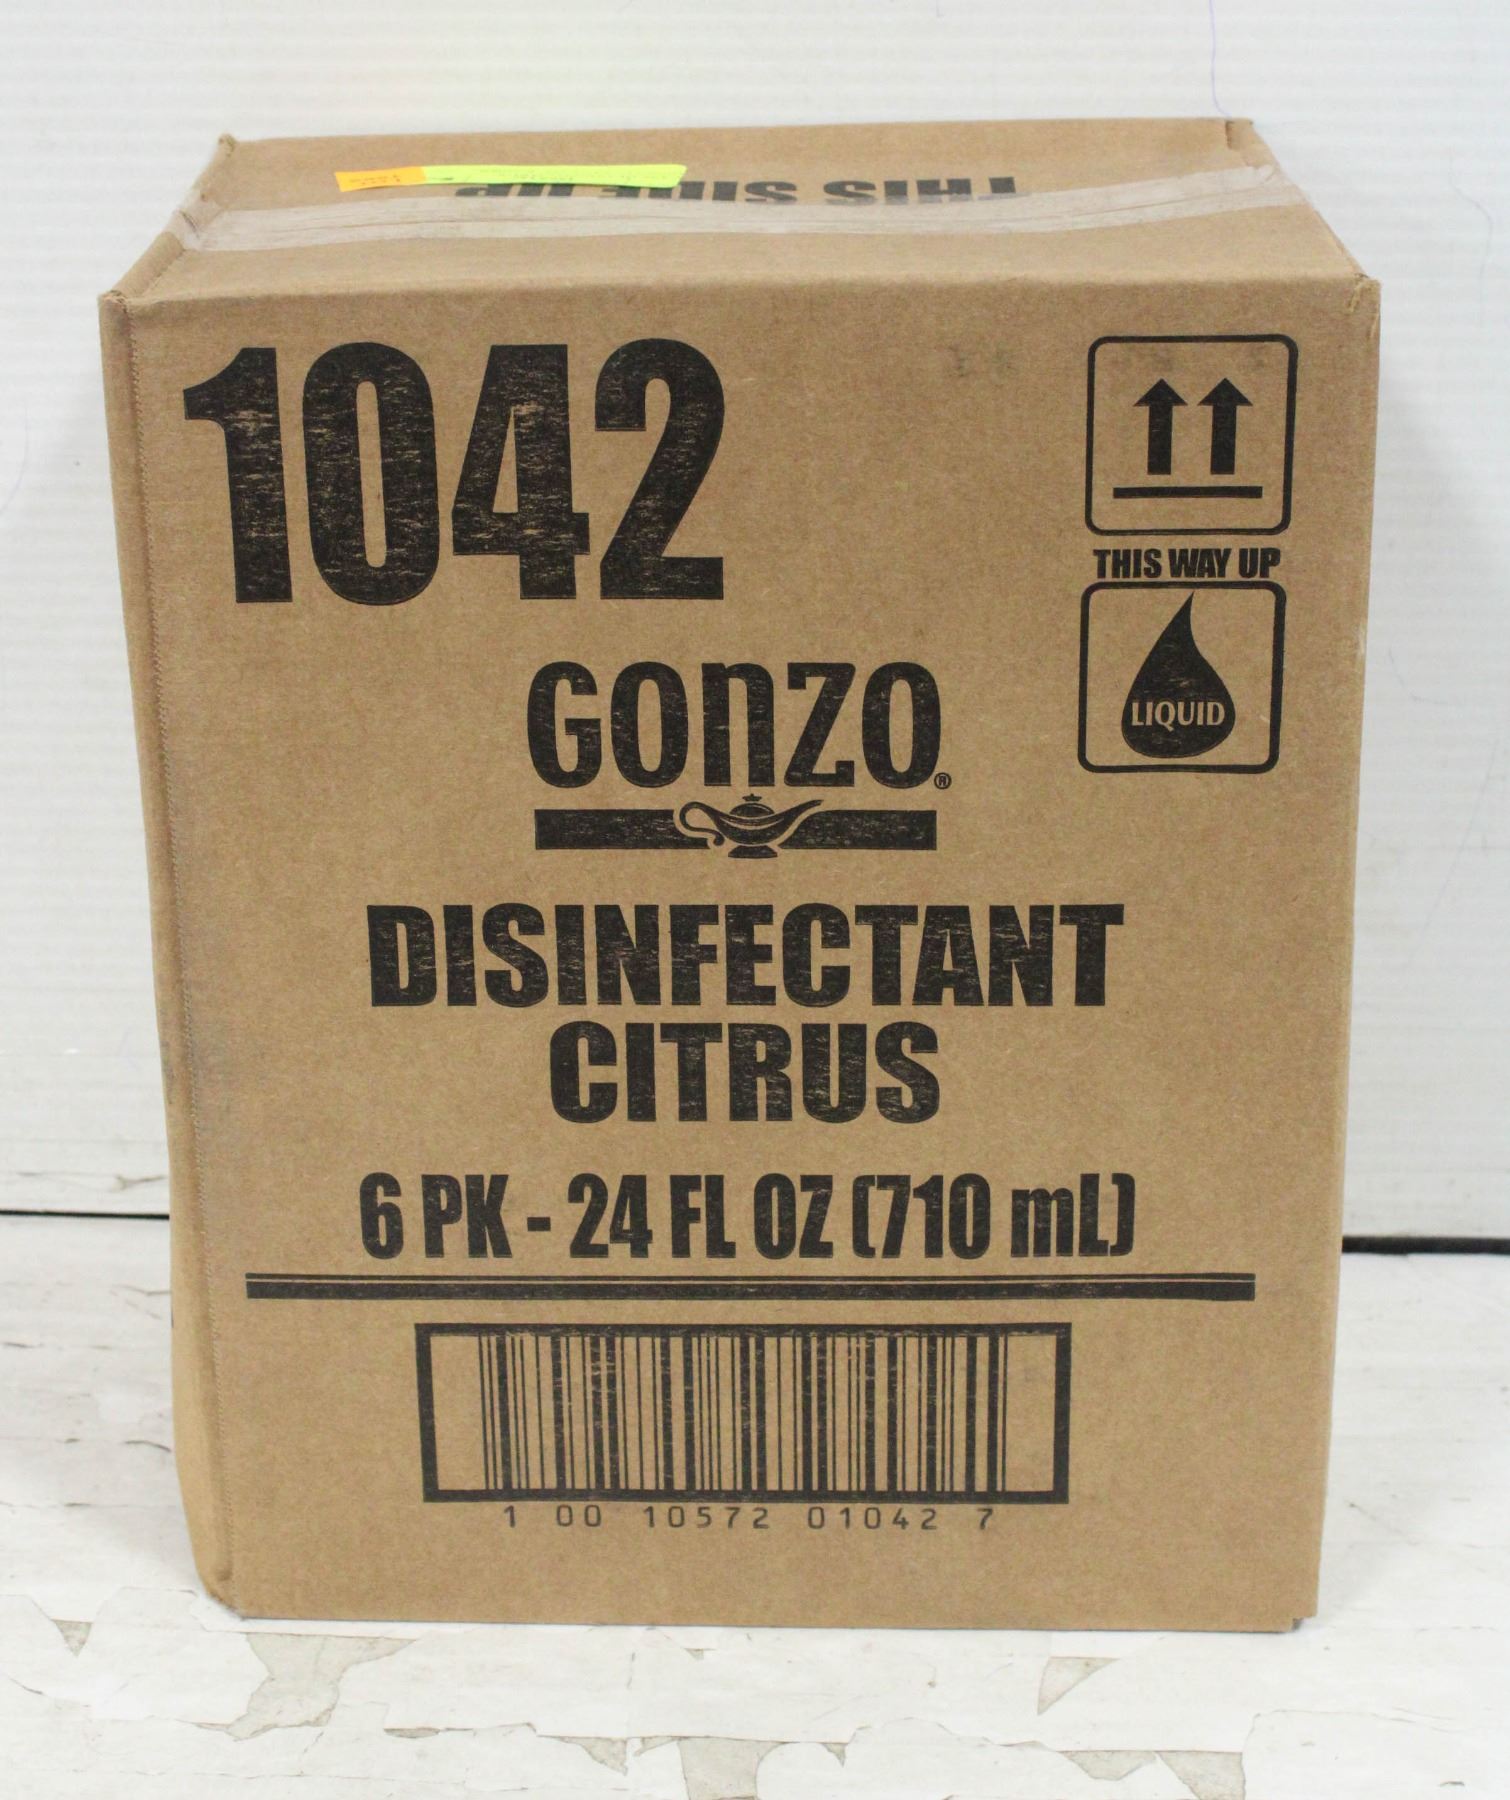 THIS SIDE UP
1042
THIS WAY UP
LIQUID
GONZO®
DISINFECTANT
CITRUS
6 PK - 24 FL OZ (710 mL)
1 00 10572 01042 7